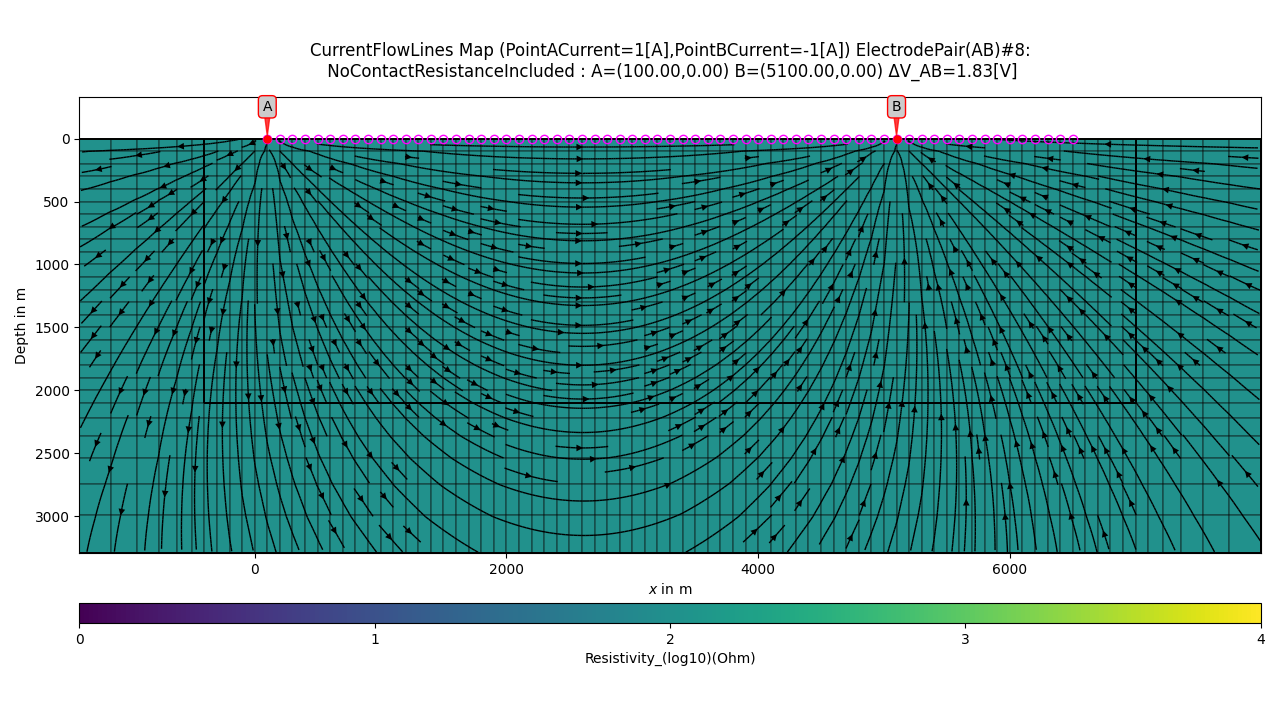 CurrentFlowLines Map (PointACurrent=1[A],PointBCurrent=-1[A]) ElectrodePair(AB)#8:
NoContactResistanceIncluded : A=(100.00,0.00) B=(5100.00,0.00) ΔV_AB=1.83[V]
A
B
0
500
1000
1500
2000
2500
3000
Depth in m
0
2000
4000
6000
x in m
0
1
2
3
4
Resistivity_(log10)(Ohm)